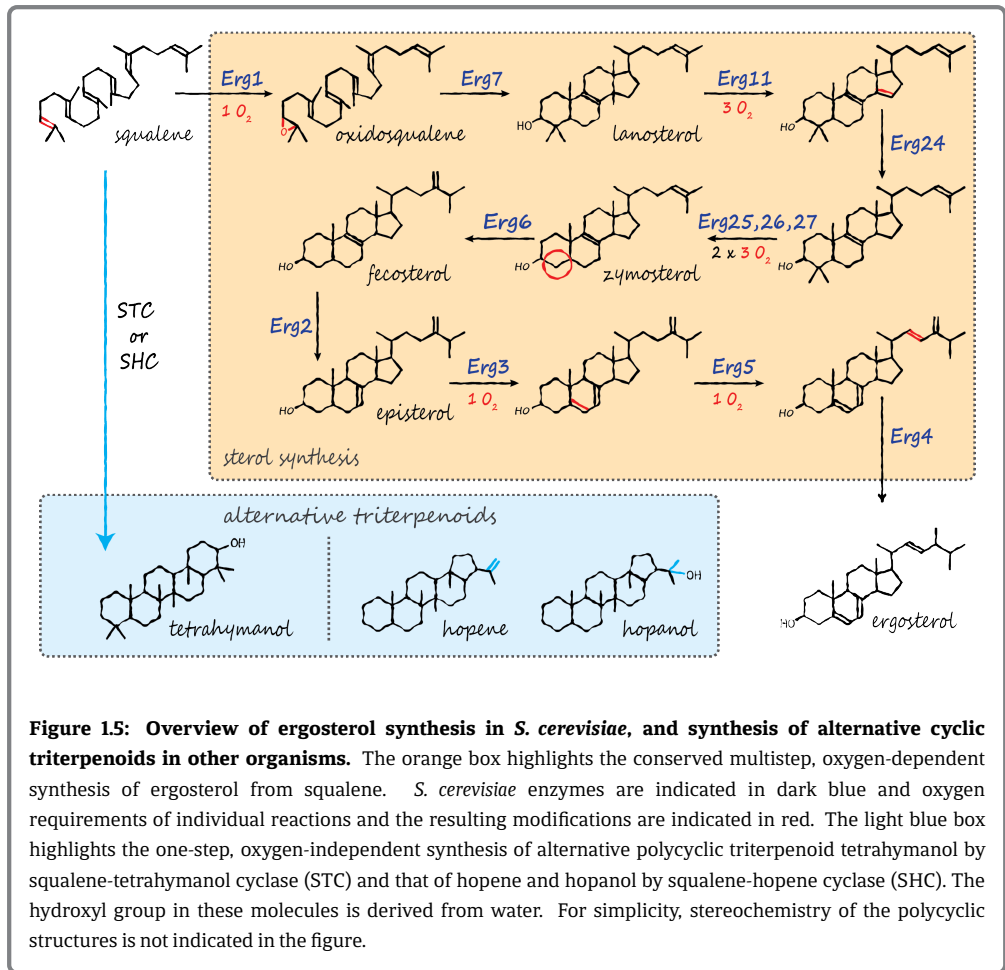 squalene
Erg1
1 O2
oxidosqualene
Erg7
lanosterol
HO
Erg11
3 O2
HO
Erg24
HO
Erg25,26,27
2 x 3 O2
zymosterol
HO
Erg6
fecosterol
HO
Erg2
STC
or
SHC
episterol
HO
Erg3
1 O2
HO
Erg5
1 O2
HO
Erg4
sterol synthesis
alternative triterpenoids
OH
tetrahymanol
hopene
OH
hopanol
HO
ergosterol
O
Figure 1.5: Overview of ergosterol synthesis in S. cerevisiae, and synthesis of alternative cyclic
triterpenoids in other organisms. The orange box highlights the conserved multistep, oxygen-dependent
synthesis of ergosterol from squalene. S. cerevisiae enzymes are indicated in dark blue and oxygen
requirements of individual reactions and the resulting modifications are indicated in red. The light blue box
highlights the one-step, oxygen-independent synthesis of alternative polycyclic triterpenoid tetrahymanol by
squalene-tetrahymanol cyclase (STC) and that of hopene and hopanol by squalene-hopene cyclase (SHC). The
hydroxyl group in these molecules is derived from water. For simplicity, stereochemistry of the polycyclic
structures is not indicated in the figure.